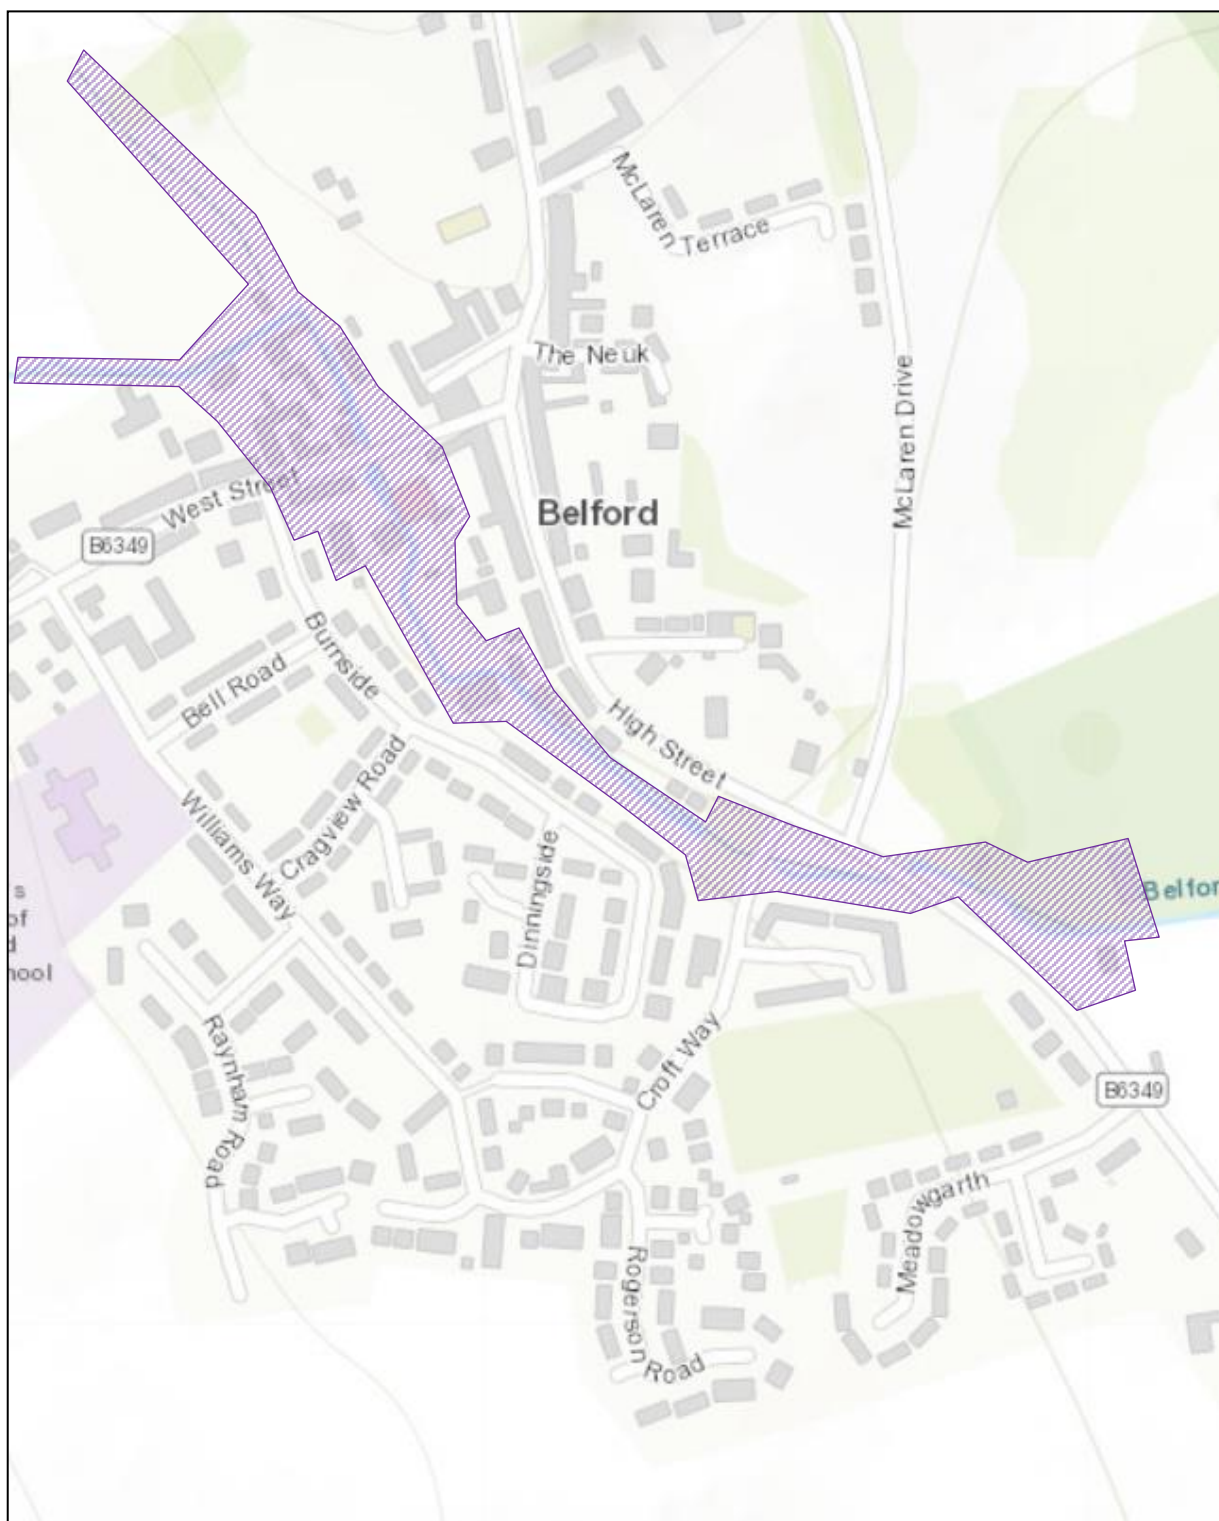 McLaren
Terrace
The Neuk
McLaren Drive
West Street
Belford
B6349
Burnside
Bell Road
High Street
Cragview Road
Williams Way
Dinningside
Belfor
s
of
d
hool
Raynham Road
Croft Way
B6349
Meadowgarth
Rogerson
Road